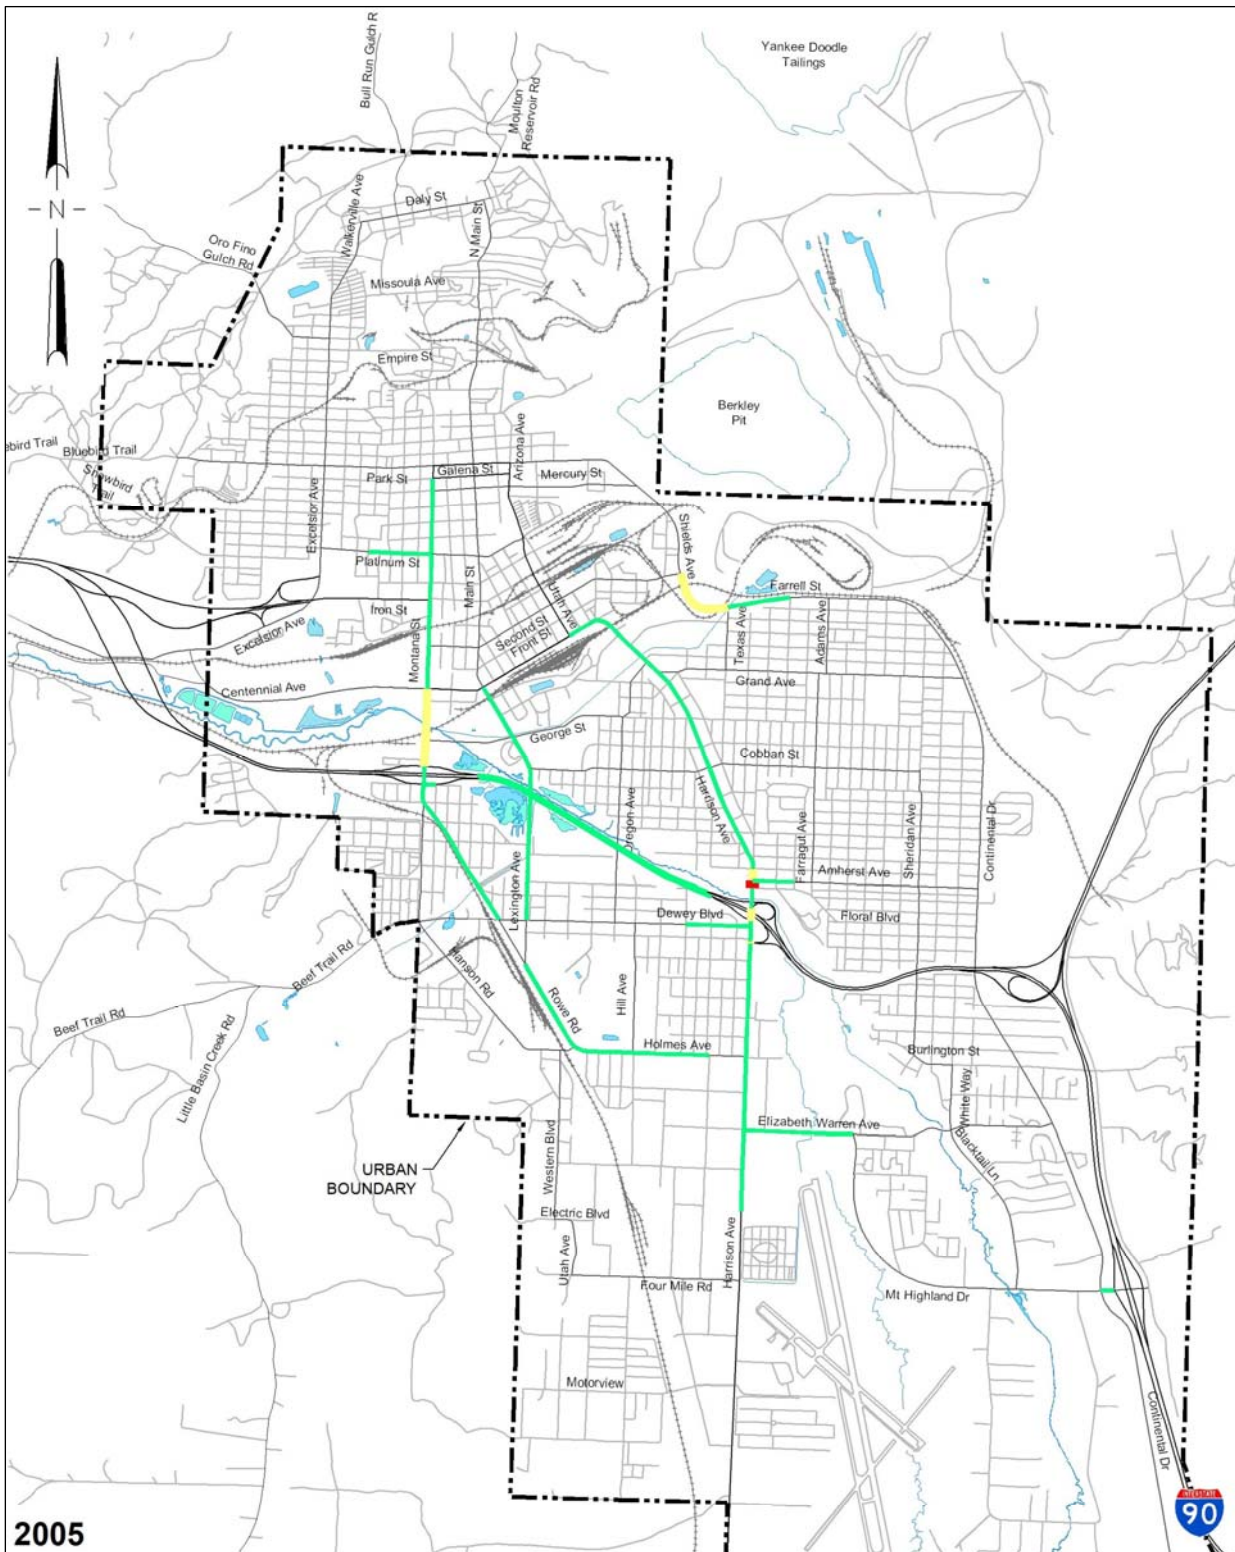 Yankee Doodle
Tailings
Bull Run Gulch R
Moulton
Reservoir Rd
N
Daly St
Walkerville Ave
N Main St
Oro Fino
Gulch Rd
Missoula Ave
Empire St
Berkley
Pit
ebird Trail
Bluebird Trail
Snowbird
Trail
Park St
Galena St
Arizona Ave
Mercury St
Excelsior Ave
Shields Ave
Platinum St
Main St
Farrell St
Iron St
Utah Ave
Second St
Front St
Texas Ave
Adams Ave
Excelsior Ave
Montana St
Centennial Ave
Grand Ave
George St
Cobban St
Harrison Ave
Oregon Ave
Farragut Ave
Sheridan Ave
Continental Dr
Amherst Ave
Lexington Ave
Dewey Blvd
Floral Blvd
Beef Trail Rd
Hanson Rd
Rowe Rd
Hill Ave
Beef Trail Rd
Little Basin Creek Rd
Holmes Ave
Burlington St
White Way
Elizabeth Warren Ave
Blacktail Ln
URBAN
BOUNDARY
Western Blvd
Electric Blvd
Utah Ave
Harrison Ave
Four Mile Rd
Mt Highland Dr
Motorview
Continental Dr
INTERSTATE
90
2005